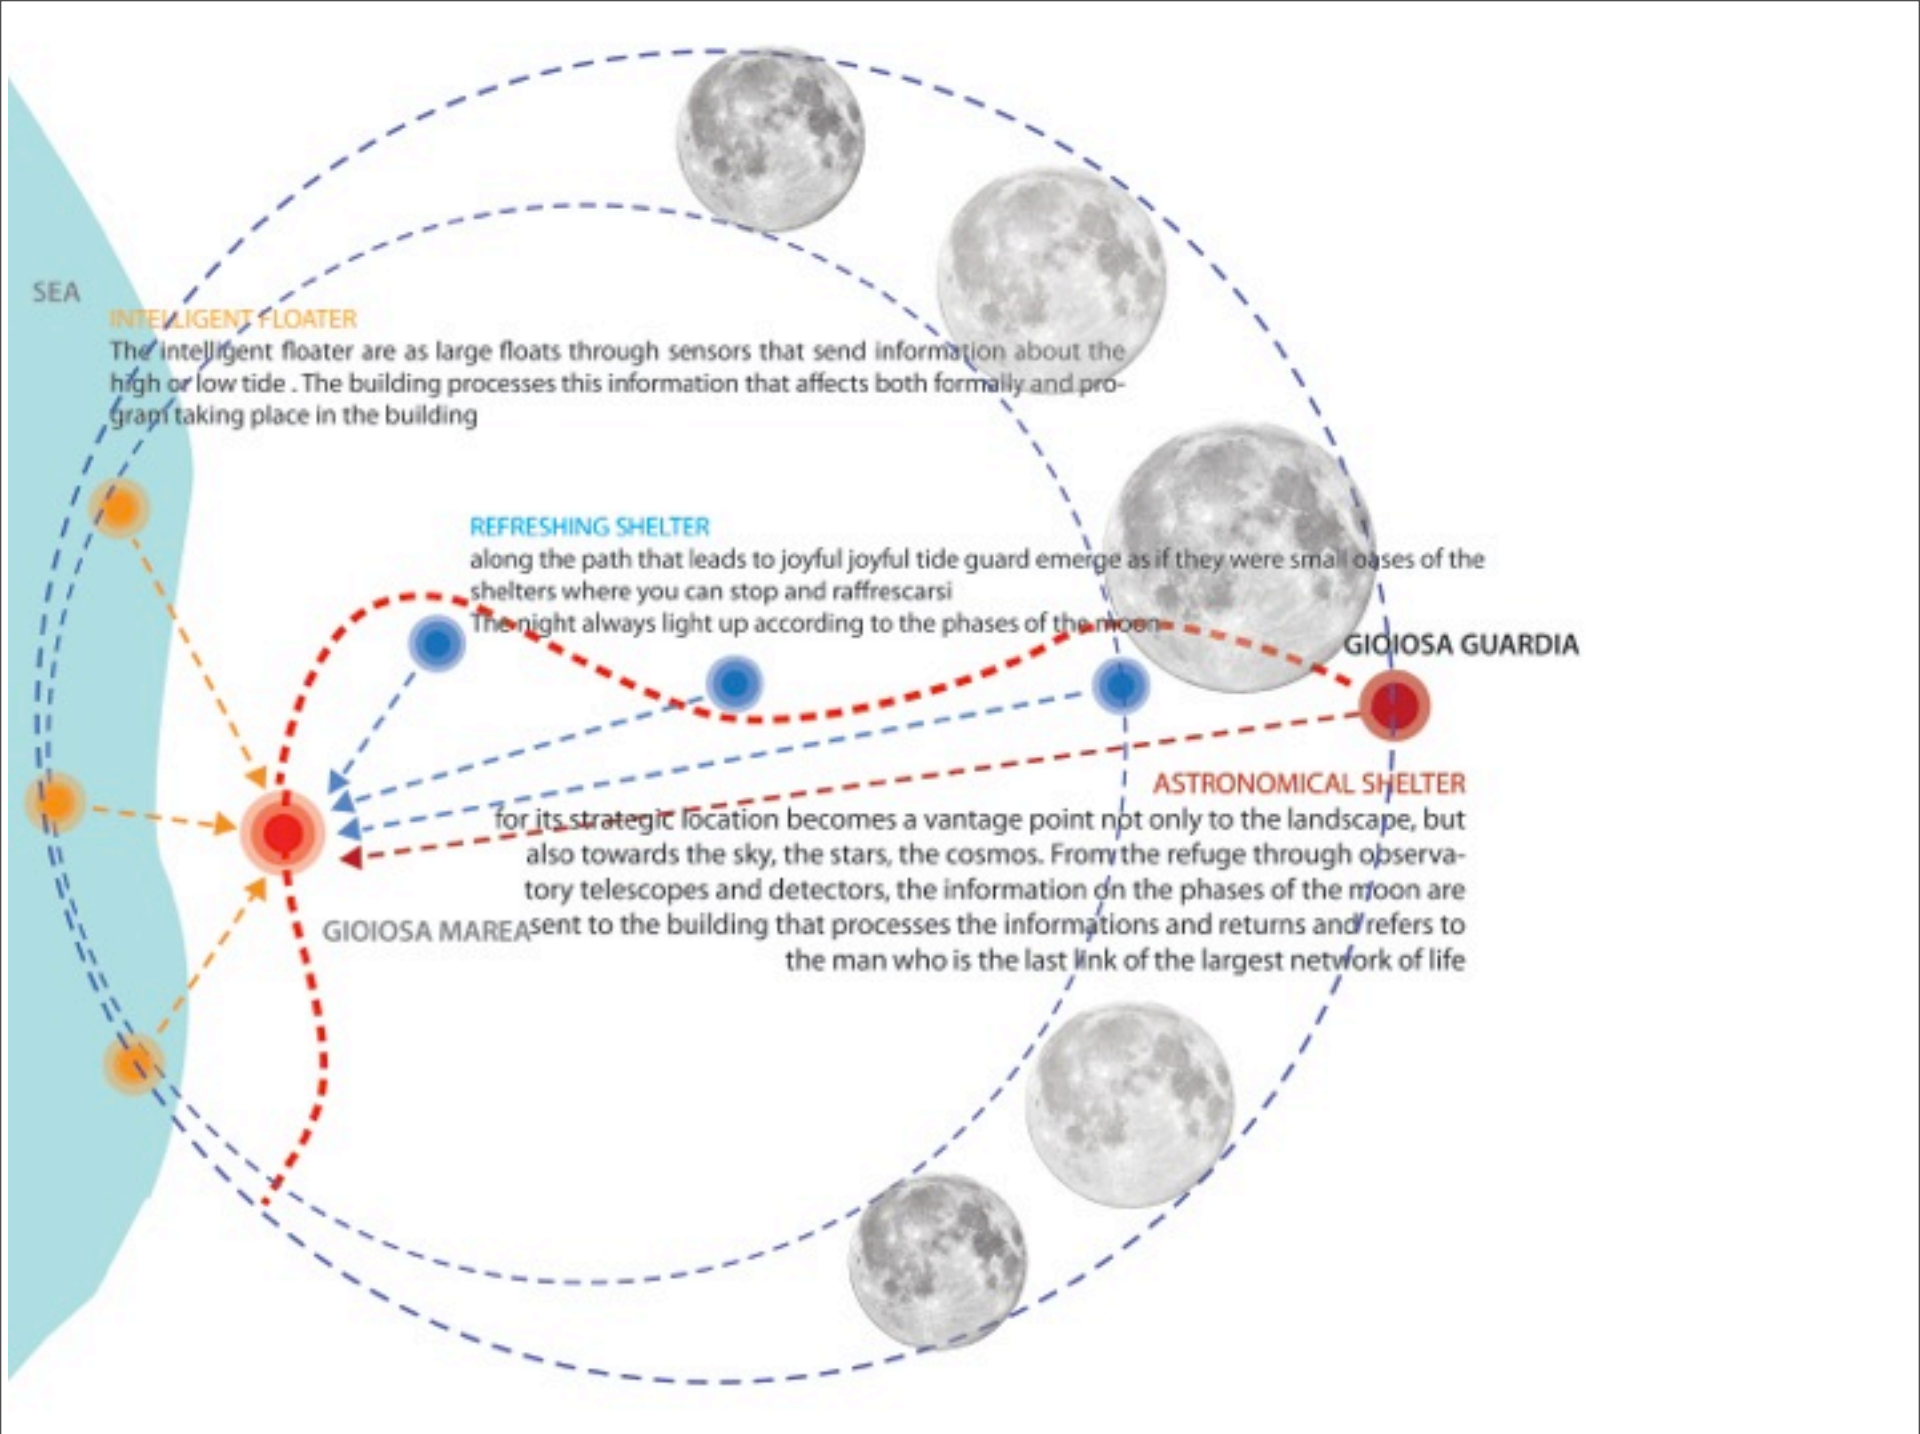 SEA
INTELLIGENT FLOATER
The intelligent floater are as large floats through sensors that send information about the
high or low tide . The building processes this information that affects both formally and pro-
gram taking place in the building
REFRESHING SHELTER
along the path that leads to joyful joyful tide guard emerge as if they were small oases of the
shelters where you can stop and raffrescarsi
The night always light up according to the phases of the moon
GIOIOSA GUARDIA
ASTRONOMICAL SHELTER
for its strategic location becomes a vantage point not only to the landscape, but
also towards the sky, the stars, the cosmos. From the refuge through observa-
tory telescopes and detectors, the information on the phases of the moon are
sent to the building that processes the informations and returns and refers to
the man who is the last link of the largest network of life
GIOIOSA MAREA